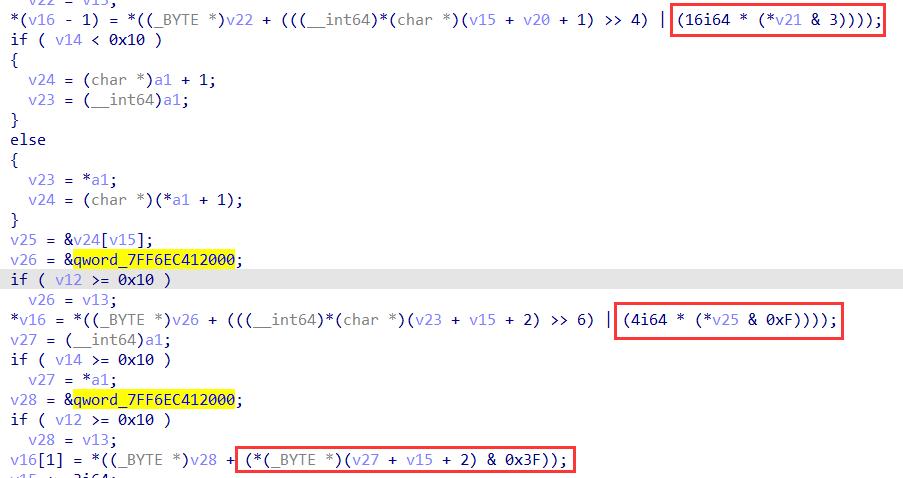 *(v16 - 1) = *((_BYTE *)v22 + (((__int64)*(char *)(v15 + v20 + 1) >> 4) | (16i64 * (*v21 & 3))));
if ( v14 < 0x10 )
{
v24 = (char *)a1 + 1;
v23 = (__int64)a1;
}
else
{
v23 = *a1;
v24 = (char *)(*a1 + 1);
}
v25 = &v24[v15];
v26 = &qword_7FF6EC412000;
if ( v12 >= 0x10 )
v26 = v13;
*v16 = *((_BYTE *)v26 + (((__int64)*(char *)(v23 + v15 + 2) >> 6) | (4i64 * (*v25 & 0xF))));
v27 = (__int64)a1;
if ( v14 >= 0x10 )
v27 = *a1;
v28 = &qword_7FF6EC412000;
if ( v12 >= 0x10 )
v28 = v13;
v16[1] = *((_BYTE *)v28 + (*(_BYTE *)(v27 + v15 + 2) & 0x3F));